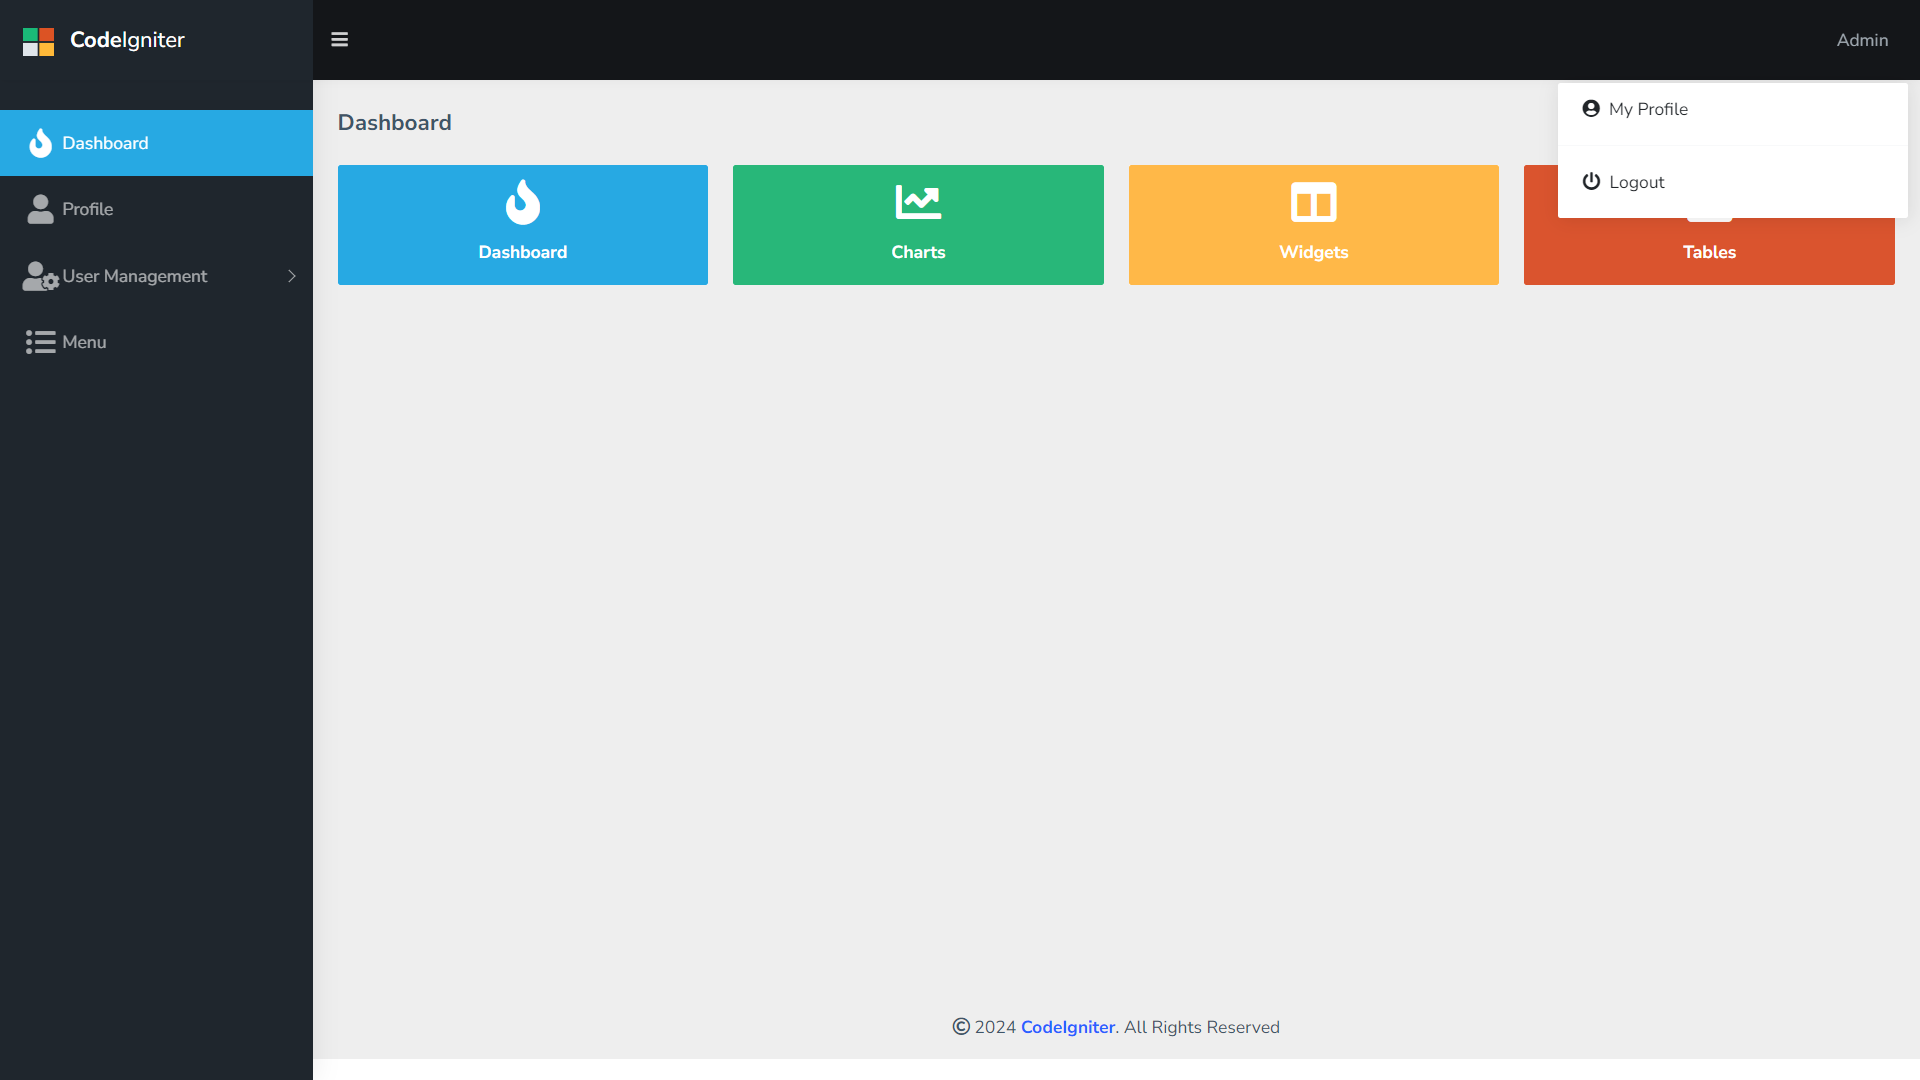 CodeIgniter
Admin
Dashboard
Profile
User Management
Menu
Dashboard
My Profile
Logout
Dashboard
Charts
Widgets
Tables
© 2024 CodeIgniter. All Rights Reserved